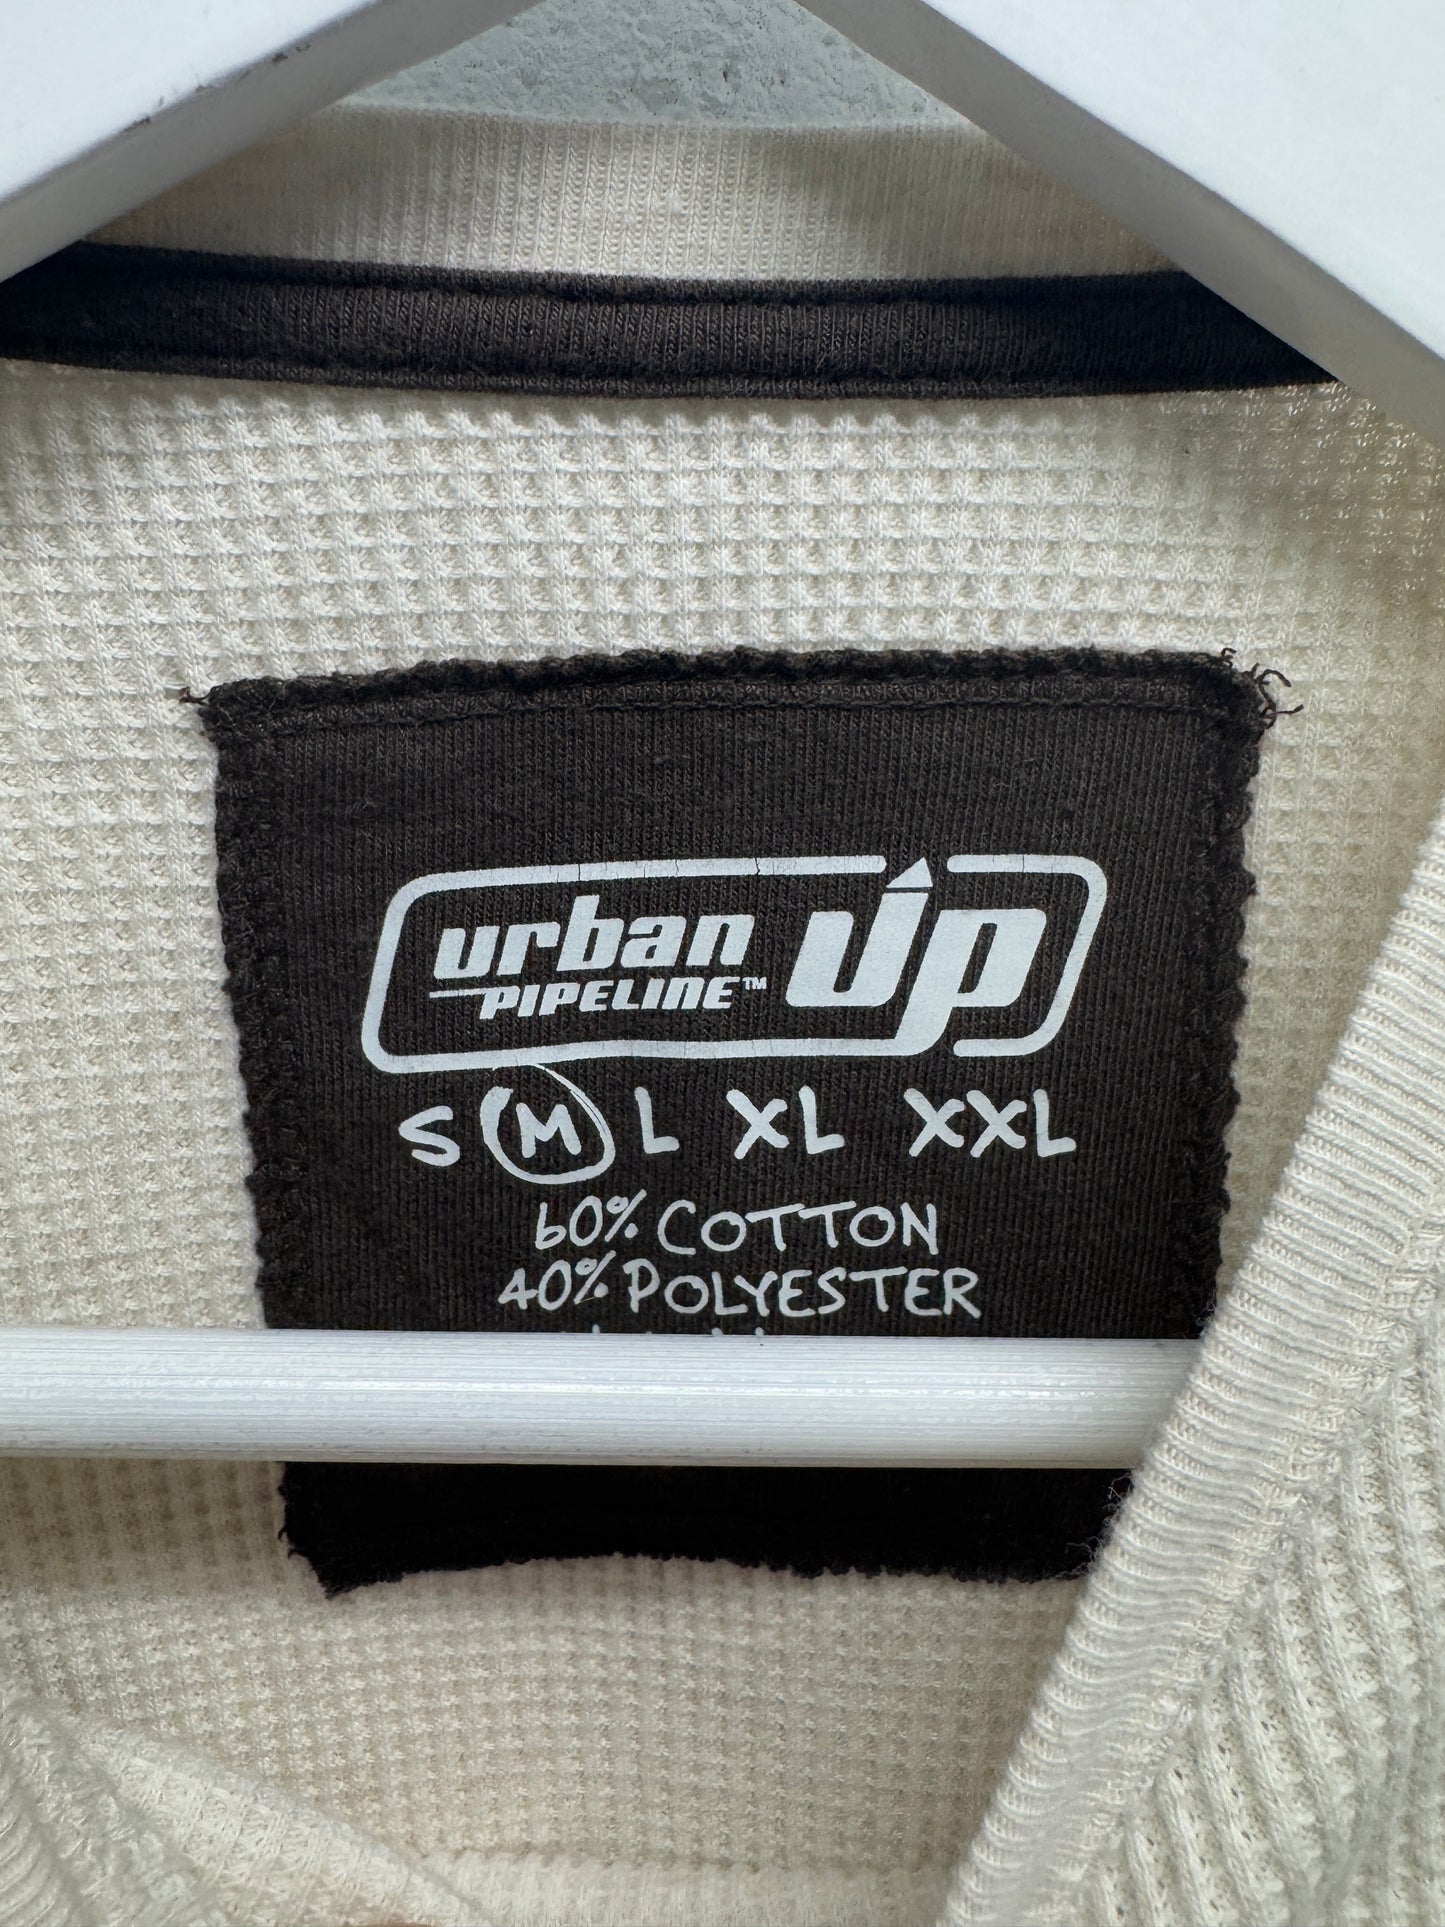 urban UP
PIPELINE™
S M L XL XXL
60% COTTON
40% POLYESTER